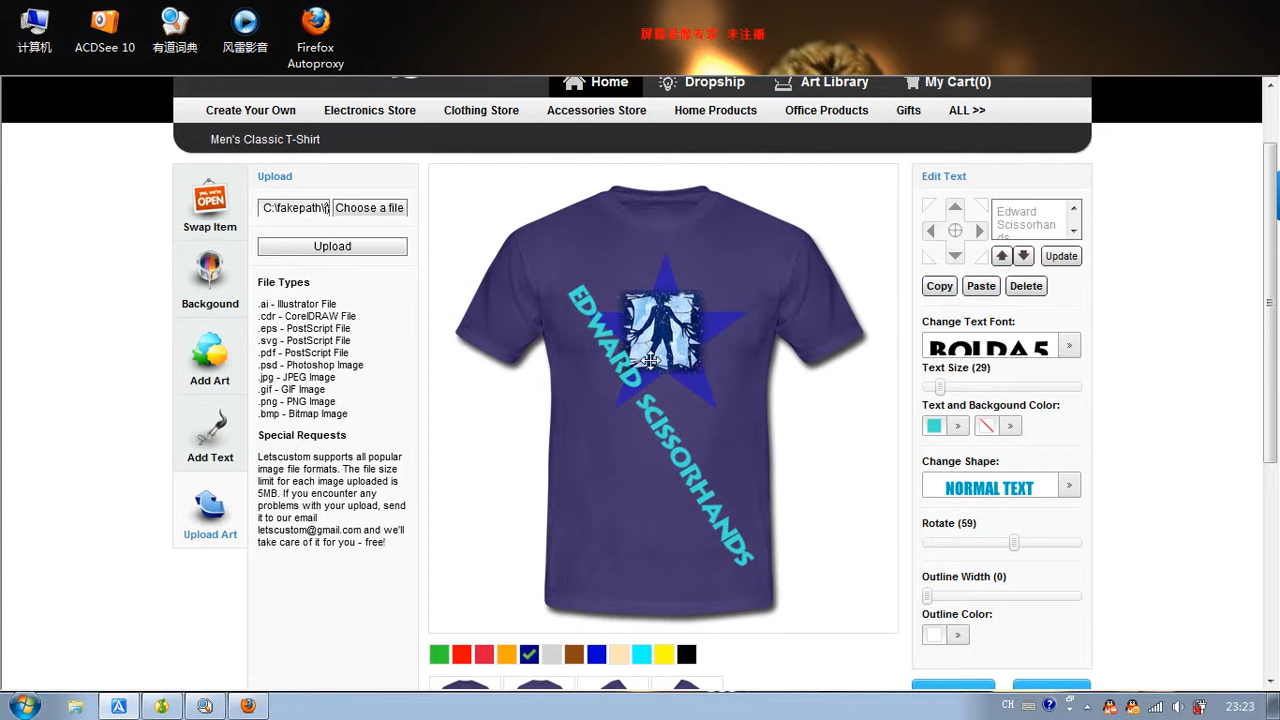 计算机
ACDSee 10
有道词典
风雷影音
Firefox
Autoproxy
屏幕录像专家 未注册
Home
Dropship
Art Library
My Cart(0)
Create Your Own
Electronics Store
Clothing Store
Accessories Store
Home Products
Office Products
Gifts
ALL >>
Men's Classic T-Shirt
Swap Item
Backgound
Add Art
Add Text
Upload Art
Upload
C:\fakepath\
Choose a file
Upload
File Types
.ai - Illustrator File
.cdr - CorelDRAW File
.eps - PostScript File
.svg - PostScript File
.pdf - PostScript File
.psd - Photoshop Image
.jpg - JPEG Image
.gif - GIF Image
.png - PNG Image
.bmp - Bitmap Image
Special Requests
Letscustom supports all popular
image file formats. The file size
limit for each image uploaded is
5MB. If you encounter any
problems with your upload, send
it to our email
letscustom@gmail.com and we'll
take care of it for you - free!
EDWARD SCISSORHANDS
Edit Text
Edward
Scissorhan
ds
Update
Copy
Paste
Delete
Change Text Font:
BOLDA 5
Text Size (29)
Text and Background Color:
Change Shape:
NORMAL TEXT
Rotate (59)
Outline Width (0)
Outline Color:
CH
23:23